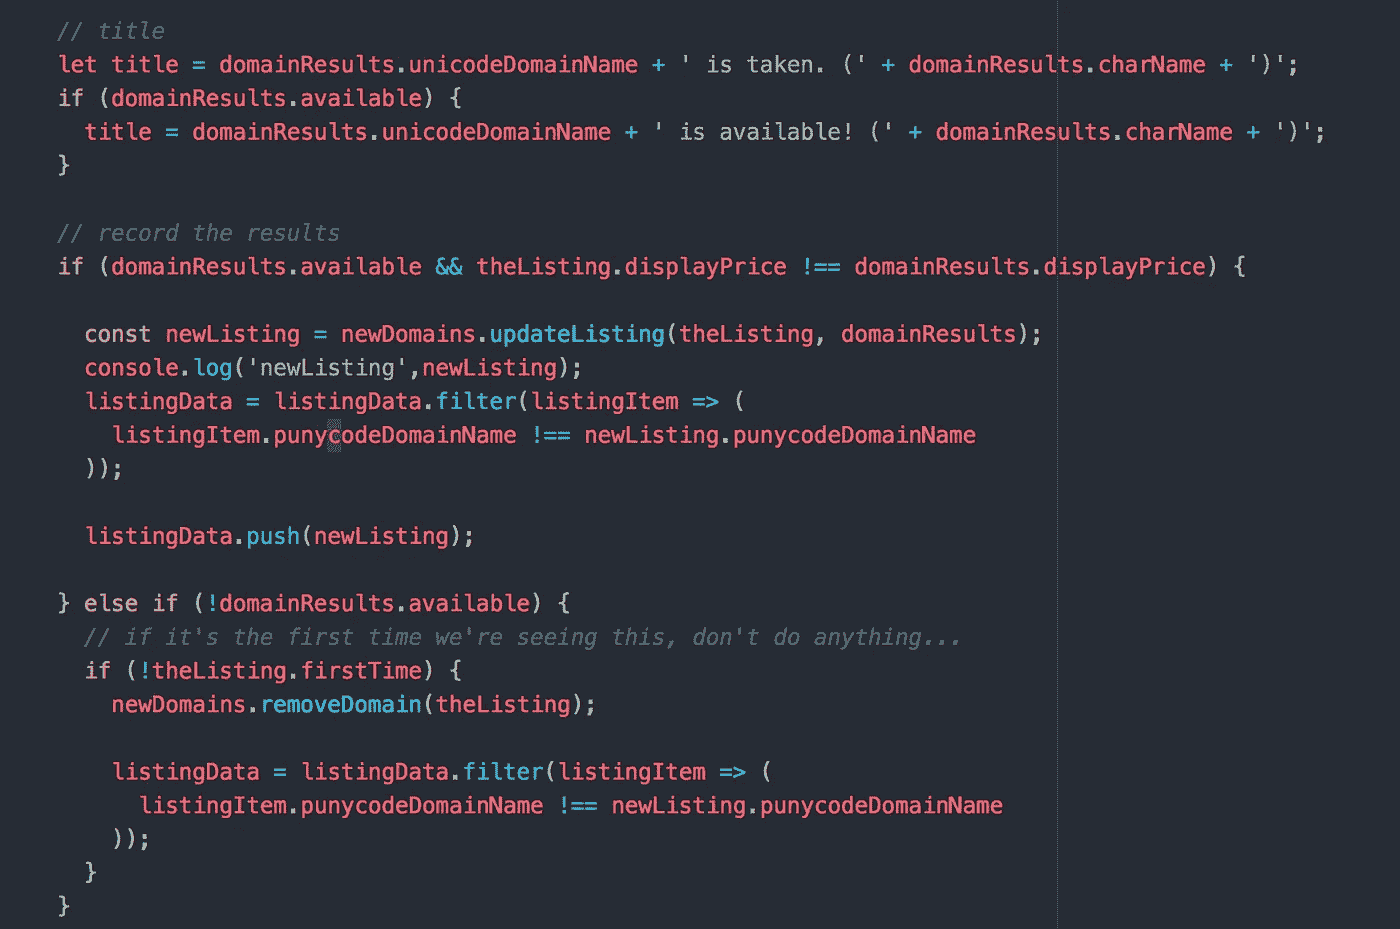 // title
let title = domainResults.unicodeDomainName + ' is taken. (' + domainResults.charName + ')';
if (domainResults.available) {
  title = domainResults.unicodeDomainName + ' is available! (' + domainResults.charName + ')';
}

// record the results
if (domainResults.available && theListing.displayPrice !== domainResults.displayPrice) {

  const newListing = newDomains.updateListing(theListing, domainResults);
  console.log('newListing',newListing);
  listingData = listingData.filter(listingItem => (
    listingItem.punycodeDomainName !== newListing.punycodeDomainName
  ));

  listingData.push(newListing);

} else if (!domainResults.available) {
  // if it's the first time we're seeing this, don't do anything...
  if (!theListing.firstTime) {
    newDomains.removeDomain(theListing);

    listingData = listingData.filter(listingItem => (
      listingItem.punycodeDomainName !== newListing.punycodeDomainName
    ));
  }
}